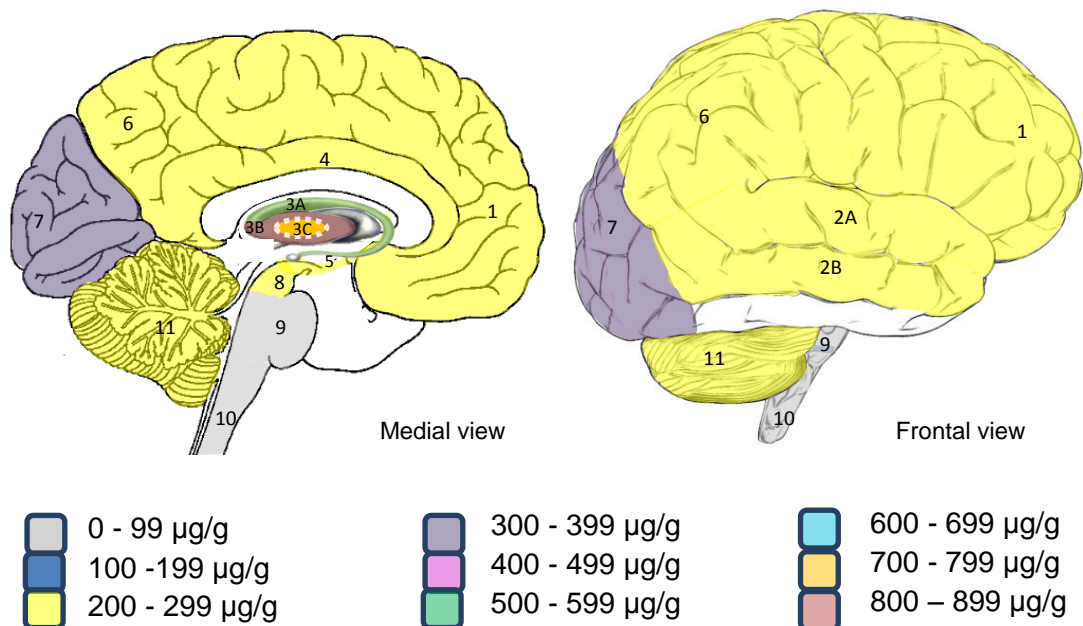 6
4
3A
3B
3C
1
7
5
8
9
11
10
Medial view
6
1
2A
7
2B
9
11
10
Frontal view
0 - 99 µg/g
100 -199 µg/g
200 - 299 µg/g
300 - 399 µg/g
400 - 499 µg/g
500 - 599 µg/g
600 - 699 µg/g
700 - 799 µg/g
800 – 899 µg/g